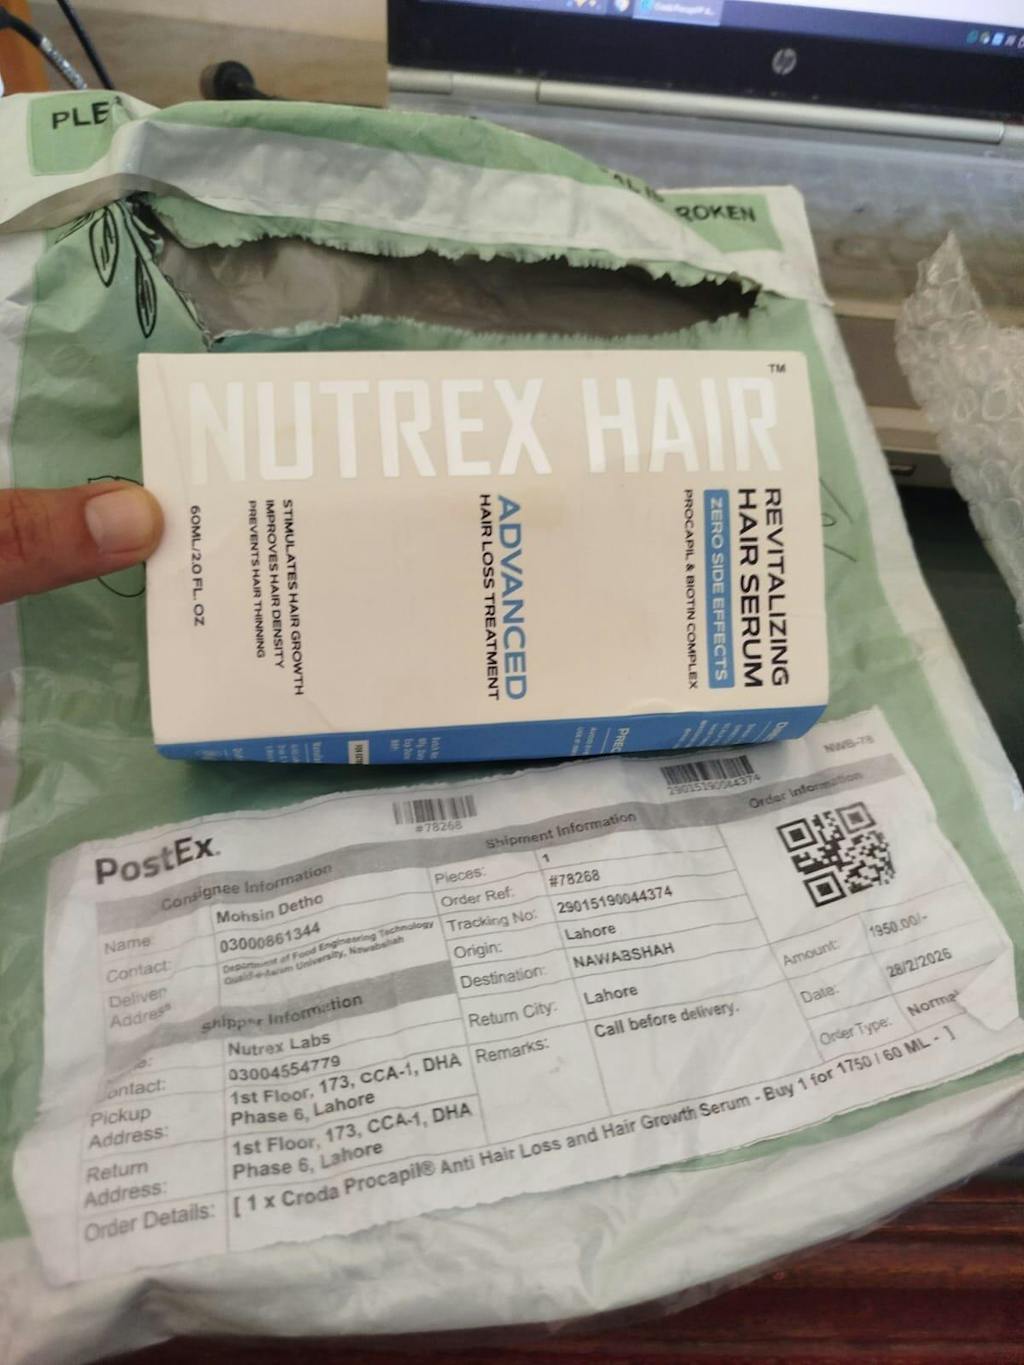 PLE
ROKEN
NUTREX HAIR™
REVITALIZING
HAIR SERUM
ZERO SIDE EFFECTS
PROCAPIL & BIOTIN COMPLEX
ADVANCED
HAIR LOSS TREATMENT
STIMULATES HAIR GROWTH
IMPROVES HAIR DENSITY
PREVENTS HAIR THINNING
60ML/2.0 FL. OZ
PREC
NWB-78
PostEx.
#78268
29015190044374
Consignee Information
Shipment Information
Order Information
Name: Mohsin Detho
Contact: 03000861344
Deliver
Address
Department of Food Engineering Technology
Quaid-e-Awam University, Nawabshah
Shipper Information
Nutrex Labs
ontact: 03004554779
Pickup
Address:
1st Floor, 173, CCA-1, DHA
Phase 6, Lahore
Return
Address:
1st Floor, 173, CCA-1, DHA
Phase 6, Lahore
Pieces: 1
Order Ref: #78268
Tracking No: 29015190044374
Origin: Lahore
Destination: NAWABSHAH
Return City: Lahore
Remarks: Call before delivery.
Amount: 1950.00/-
Date: 28/2/2026
Order Type: Normal
Order Details: [ 1 x Croda Procapil® Anti Hair Loss and Hair Growth Serum - Buy 1 for 1750 / 60 ML - ]
hp